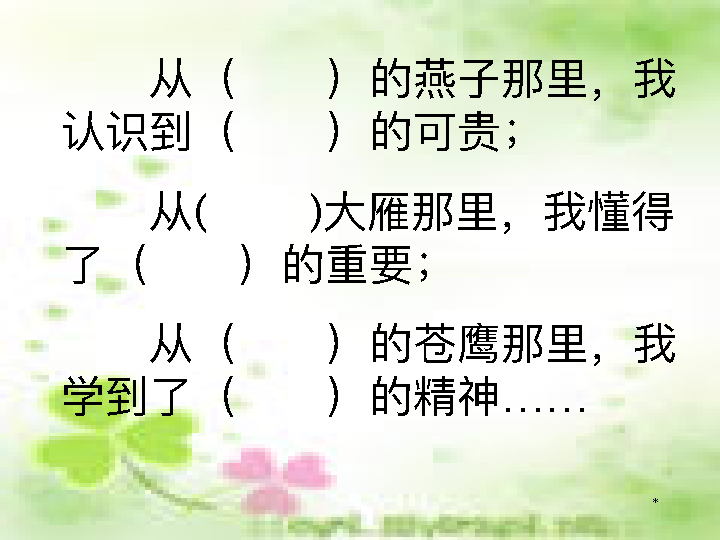 从（　　）的燕子那里，我
认识到（　　）的可贵；
从(　　)大雁那里，我懂得
了（　　）的重要；
从（　　）的苍鹰那里，我
学到了（　　）的精神……
*